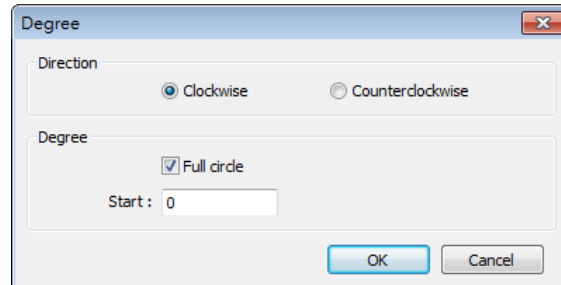 Degree
Direction
Clockwise Counterclockwise
Degree
Full circle
Start : 0
OK Cancel